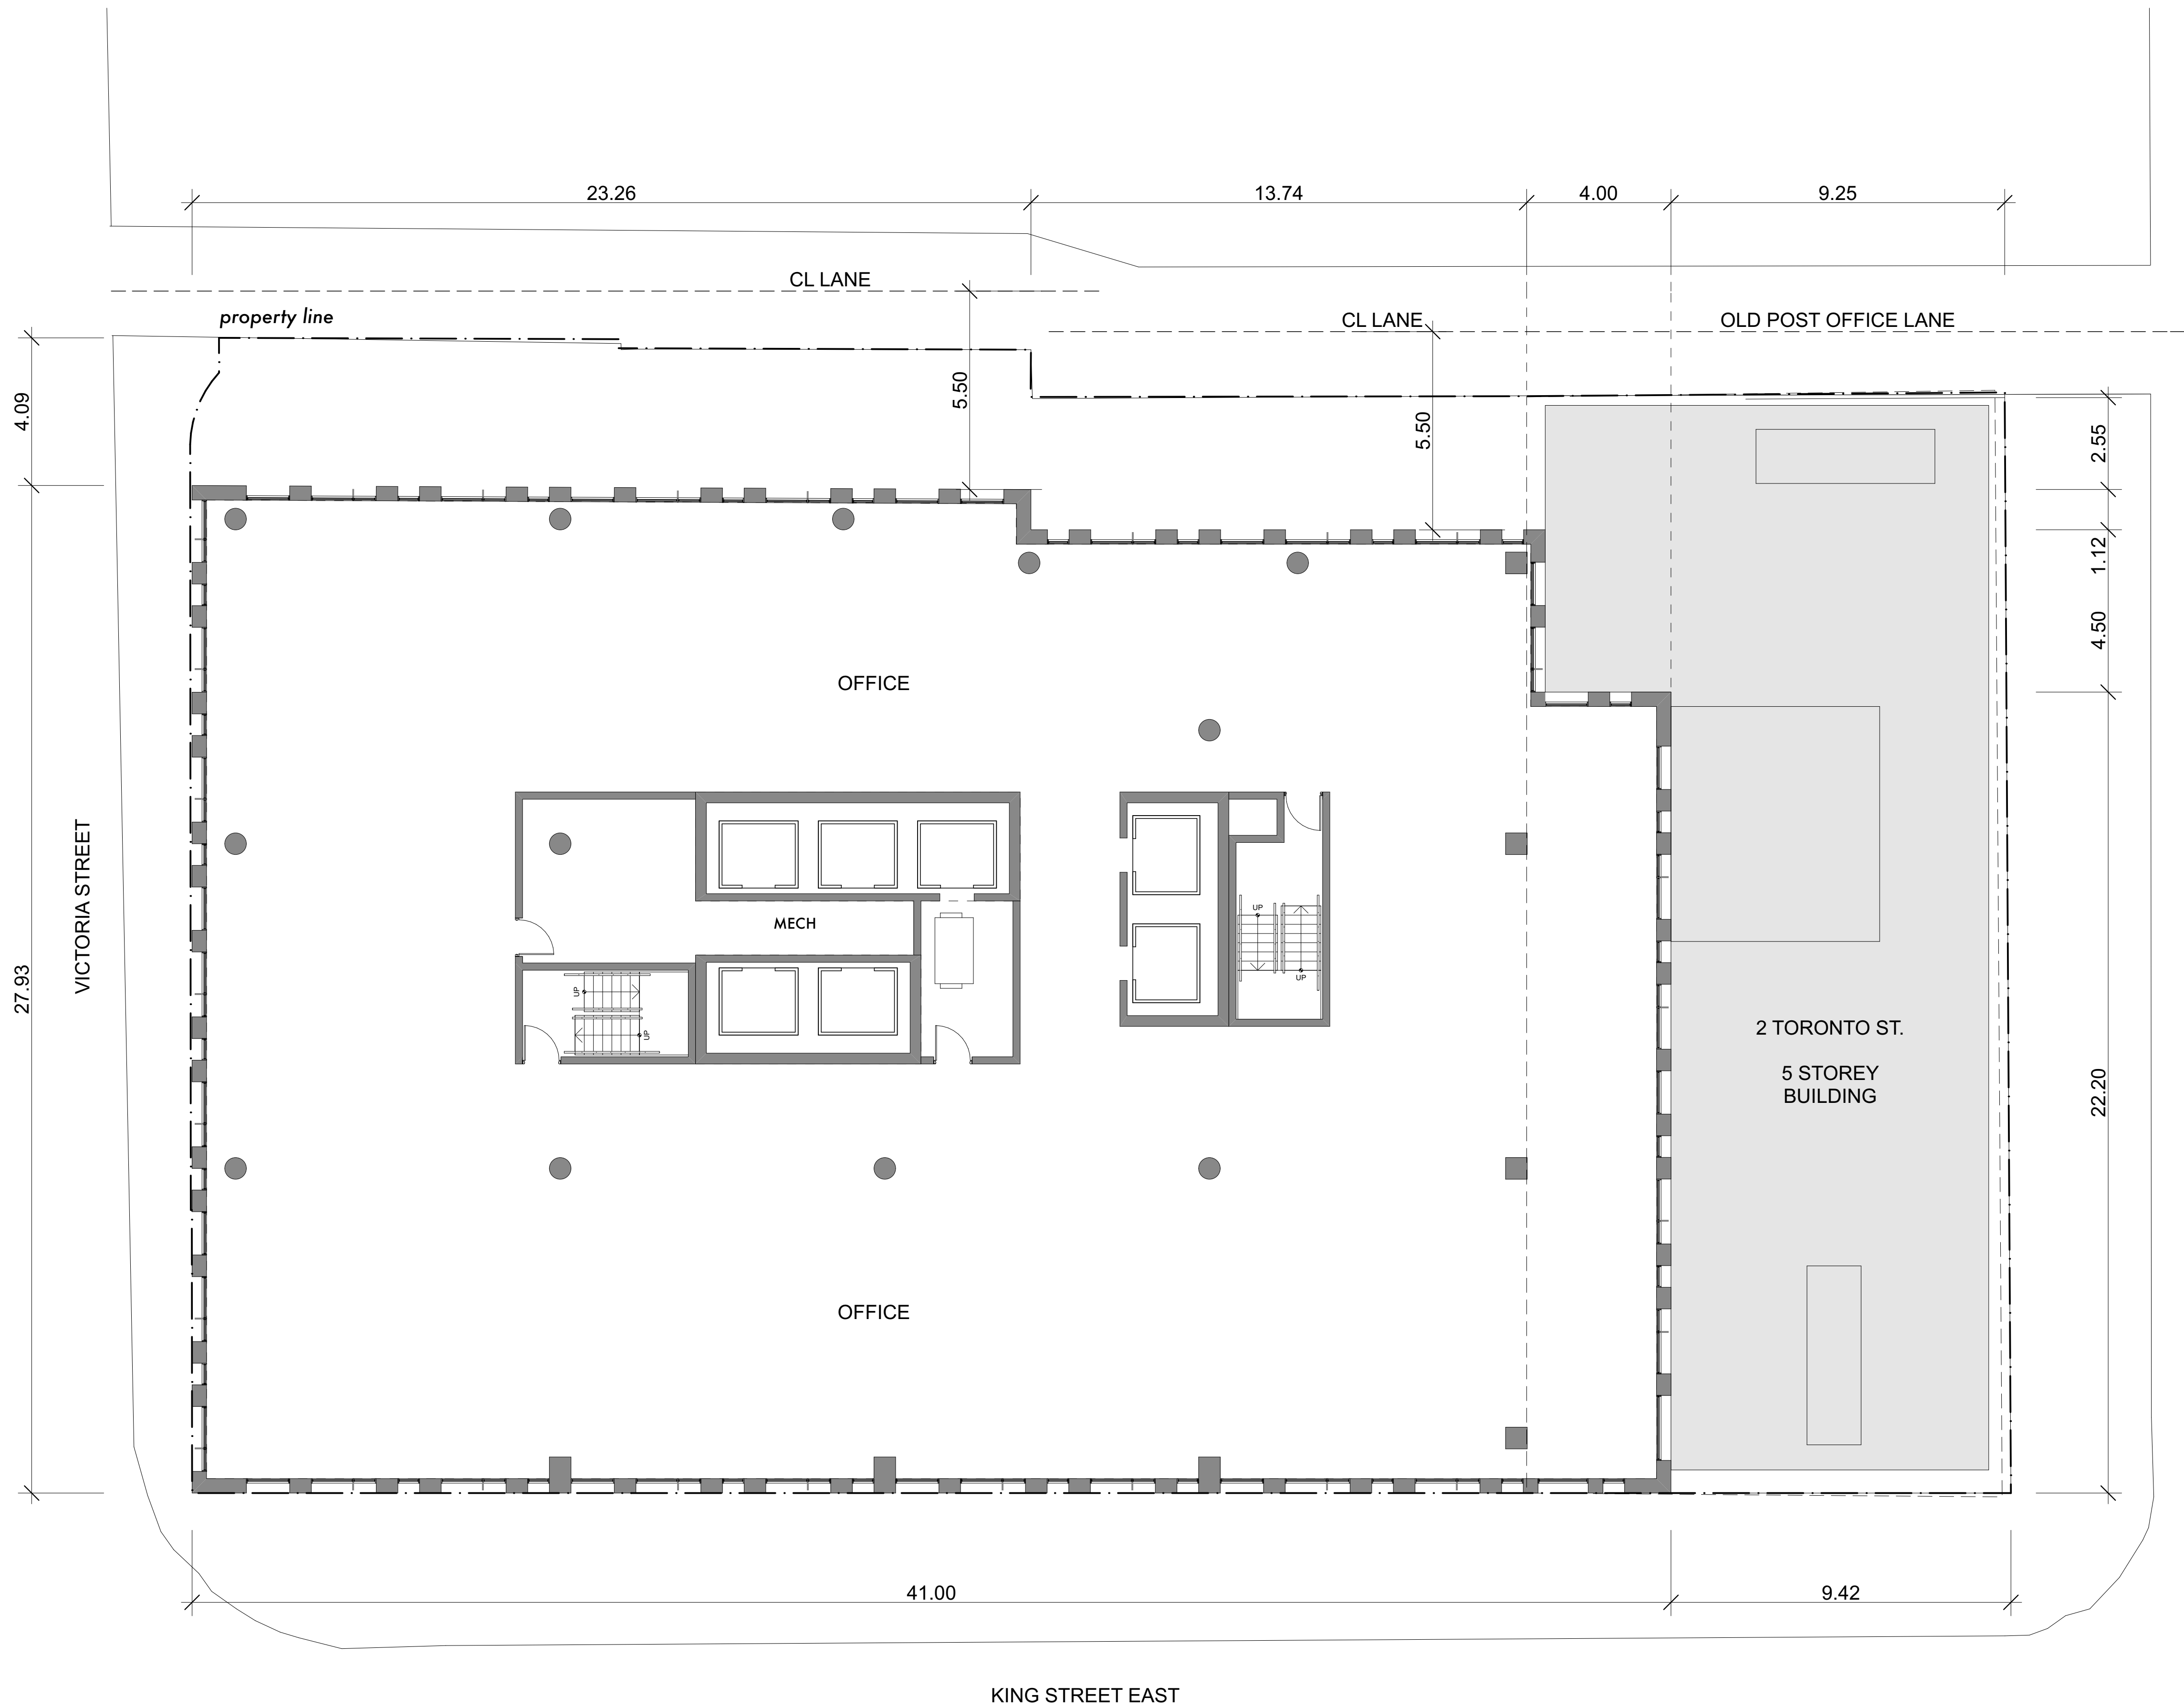 23.26
13.74
4.00
9.25
CL LANE
property line
CL LANE
OLD POST OFFICE LANE
4.09
5.50
5.50
2.55
1.12
4.50
OFFICE
VICTORIA STREET
27.93
MECH
UP
UP
UP
UP
2 TORONTO ST.
5 STOREY
BUILDING
22.20
OFFICE
41.00
9.42
KING STREET EAST